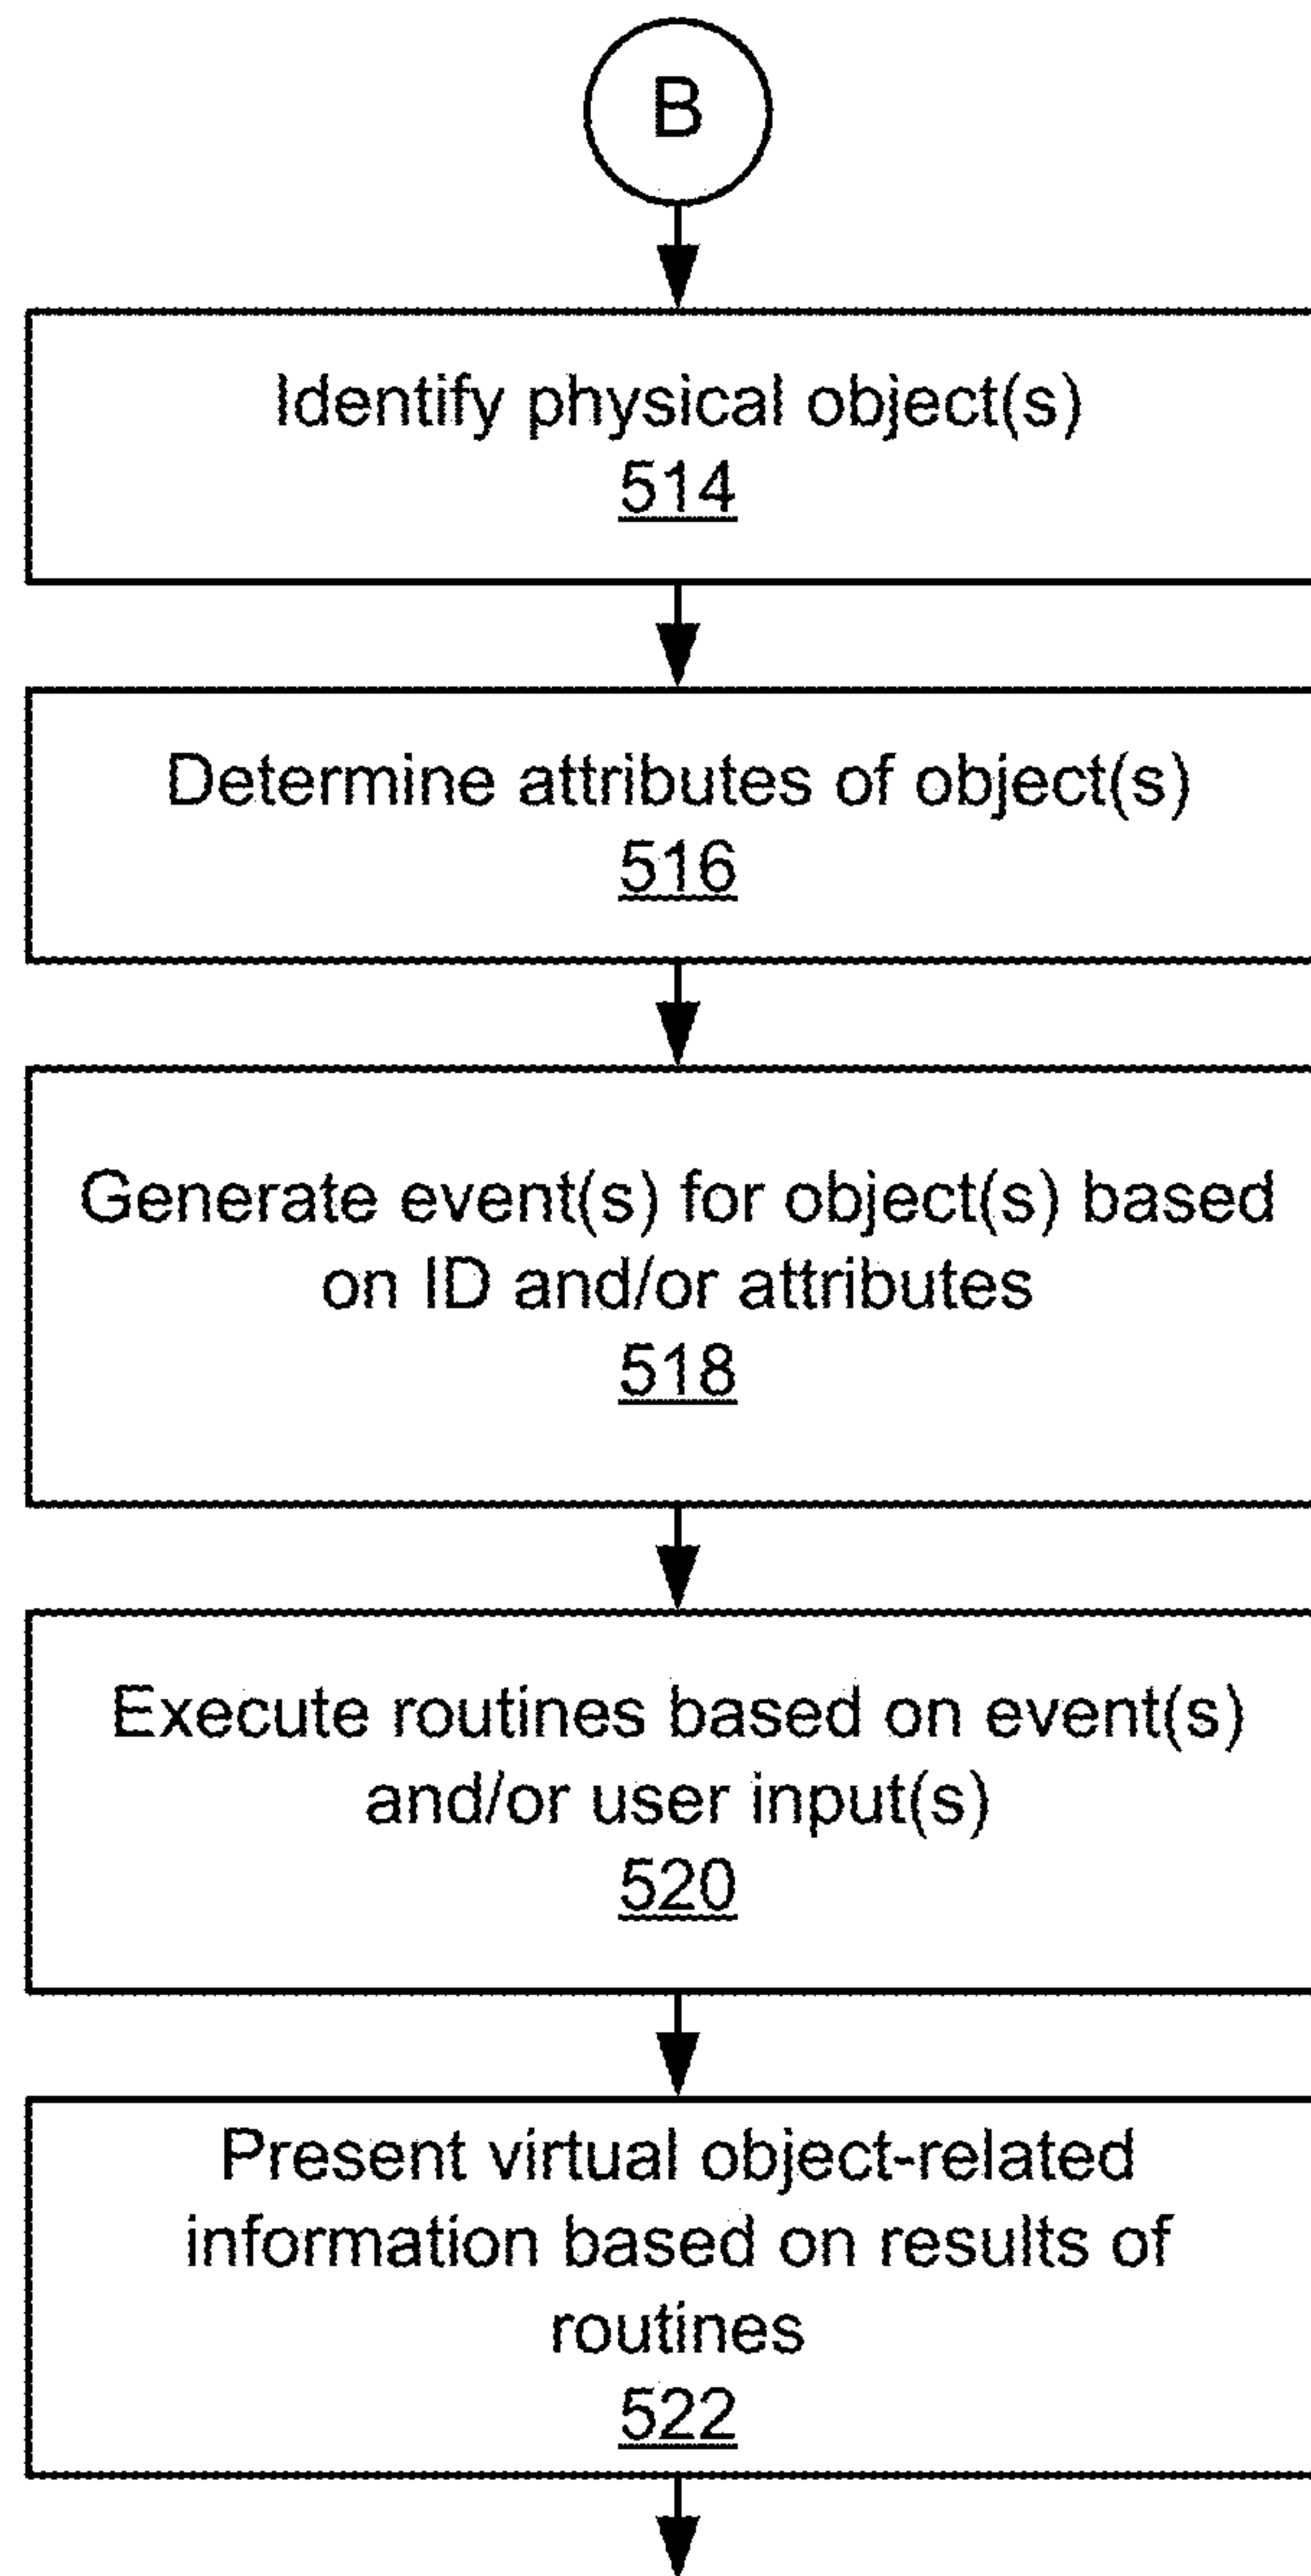 B
Identify physical object(s)
514
Determine attributes of object(s)
516
Generate event(s) for object(s) based
on ID and/or attributes
518
Execute routines based on event(s)
and/or user input(s)
520
Present virtual object-related
information based on results of
routines
522